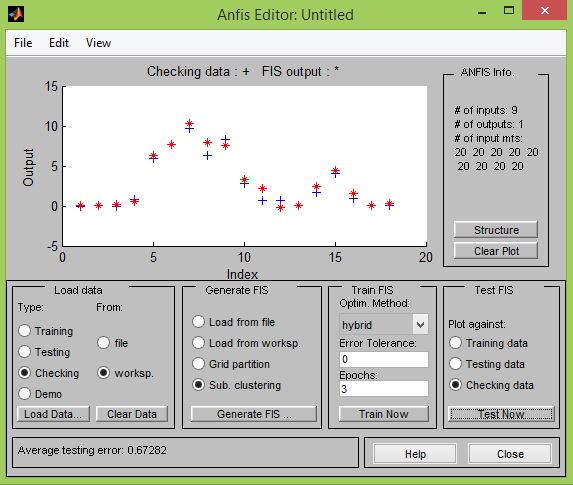 Anfis Editor: Untitled
File Edit View
Checking data : + FIS output : *
15
10
5
0
-5
Output
0 5 10 15 20
Index
ANFIS Info.
# of inputs: 9
# of outputs: 1
# of input mfs:
20 20 20 20 20
20 20 20 20
Structure
Clear Plot
Load data
Type: From:
Training
Testing file
Checking worksp.
Demo
Load Data... Clear Data
Generate FIS
Load from file
Load from worksp.
Grid partition
Sub. clustering
Generate FIS ...
Train FIS
Optim. Method:
hybrid
Error Tolerance:
0
Epochs:
3
Train Now
Test FIS
Plot against:
Training data
Testing data
Checking data
Test Now
Average testing error: 0.67282
Help Close